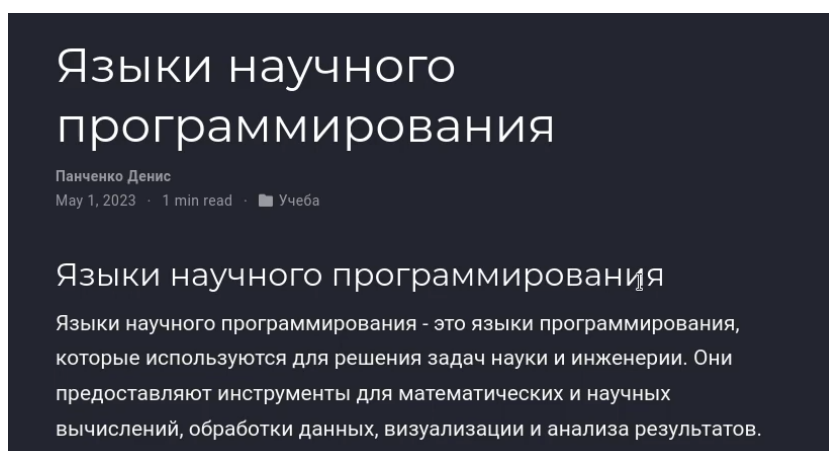 Языки научного
программирования
Панченко Денис
May 1, 2023 · 1 min read · Учеба
Языки научного программирования
Языки научного программирования - это языки программирования,
которые используются для решения задач науки и инженерии. Они
предоставляют инструменты для математических и научных
вычислений, обработки данных, визуализации и анализа результатов.